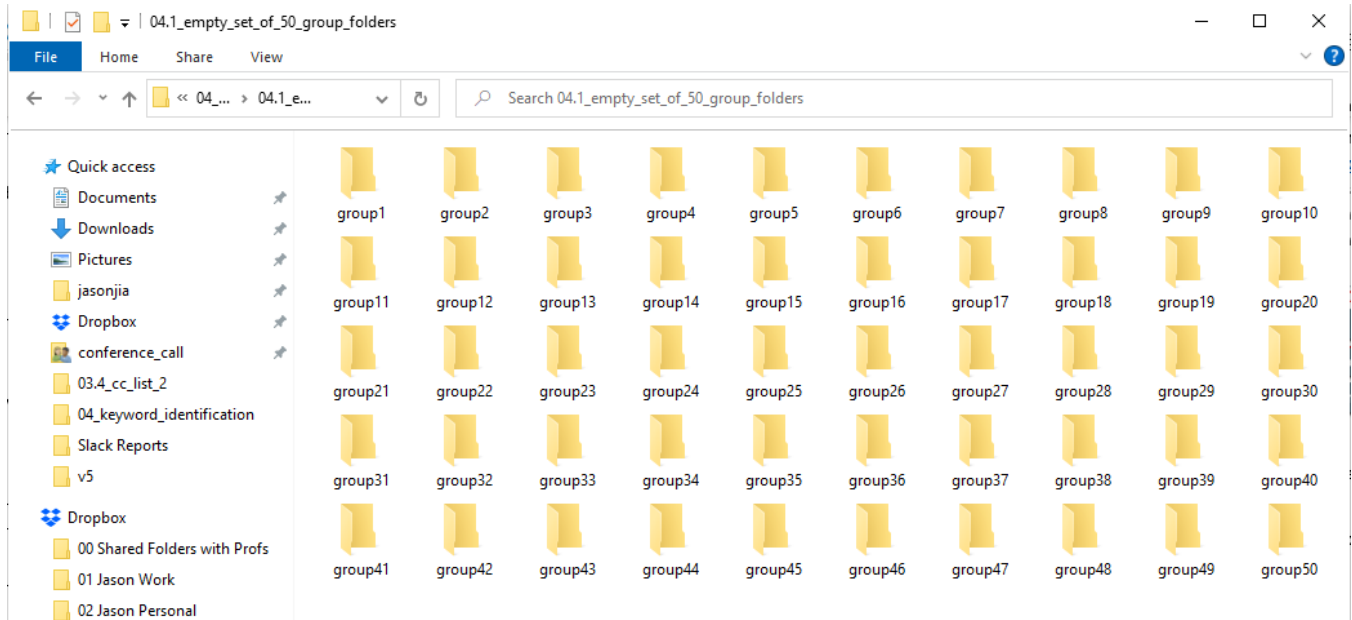 04.1_empty_set_of_50_group_folders
File Home Share View
« 04_... > 04.1_e... Search 04.1_empty_set_of_50_group_folders
Quick access
Documents
Downloads
Pictures
jasonjia
Dropbox
conference_call
03.4_cc_list_2
04_keyword_identification
Slack Reports
v5
Dropbox
00 Shared Folders with Profs
01 Jason Work
02 Jason Personal
group1 group2 group3 group4 group5 group6 group7 group8 group9 group10
group11 group12 group13 group14 group15 group16 group17 group18 group19 group20
group21 group22 group23 group24 group25 group26 group27 group28 group29 group30
group31 group32 group33 group34 group35 group36 group37 group38 group39 group40
group41 group42 group43 group44 group45 group46 group47 group48 group49 group50